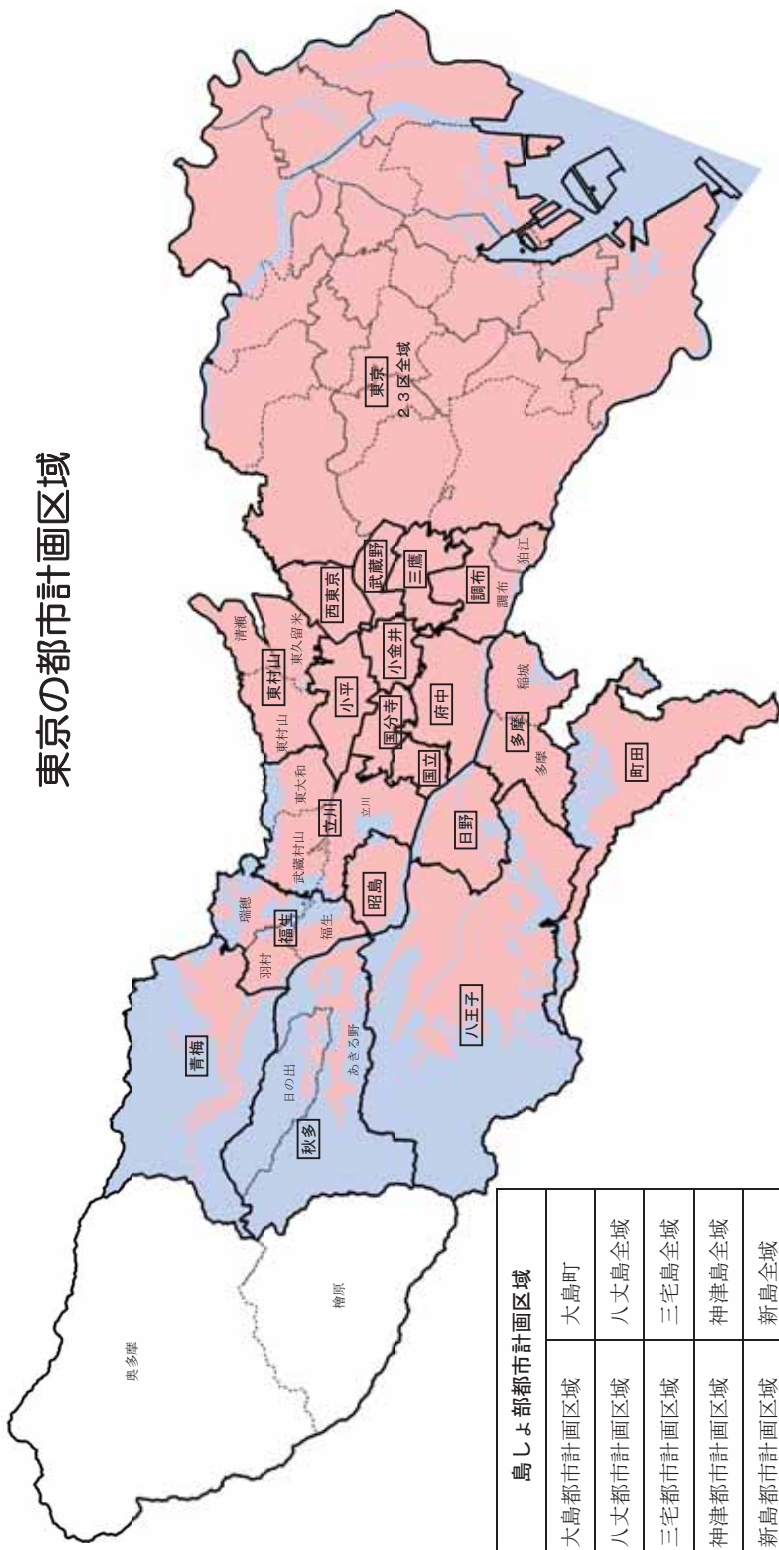 東京の都市計画区域
奥多摩
檜原
青梅
日の出
秋多
あきる野
瑞穂
羽村
福生
福生
武蔵村山
東大和
立川
立川
昭島
八王子
日野
清瀬
東村山
東村山
東久留米
小平
国分寺
国立
小金井
府中
西東京
武蔵野
三鷹
調布
調布
狛江
稲城
多摩
多摩
町田
東京
23区全域
島しょ部都市計画区域
大島都市計画区域 大島町
八丈都市計画区域 八丈島全域
三宅都市計画区域 三宅島全域
神津都市計画区域 神津島全域
新島都市計画区域 新島全域